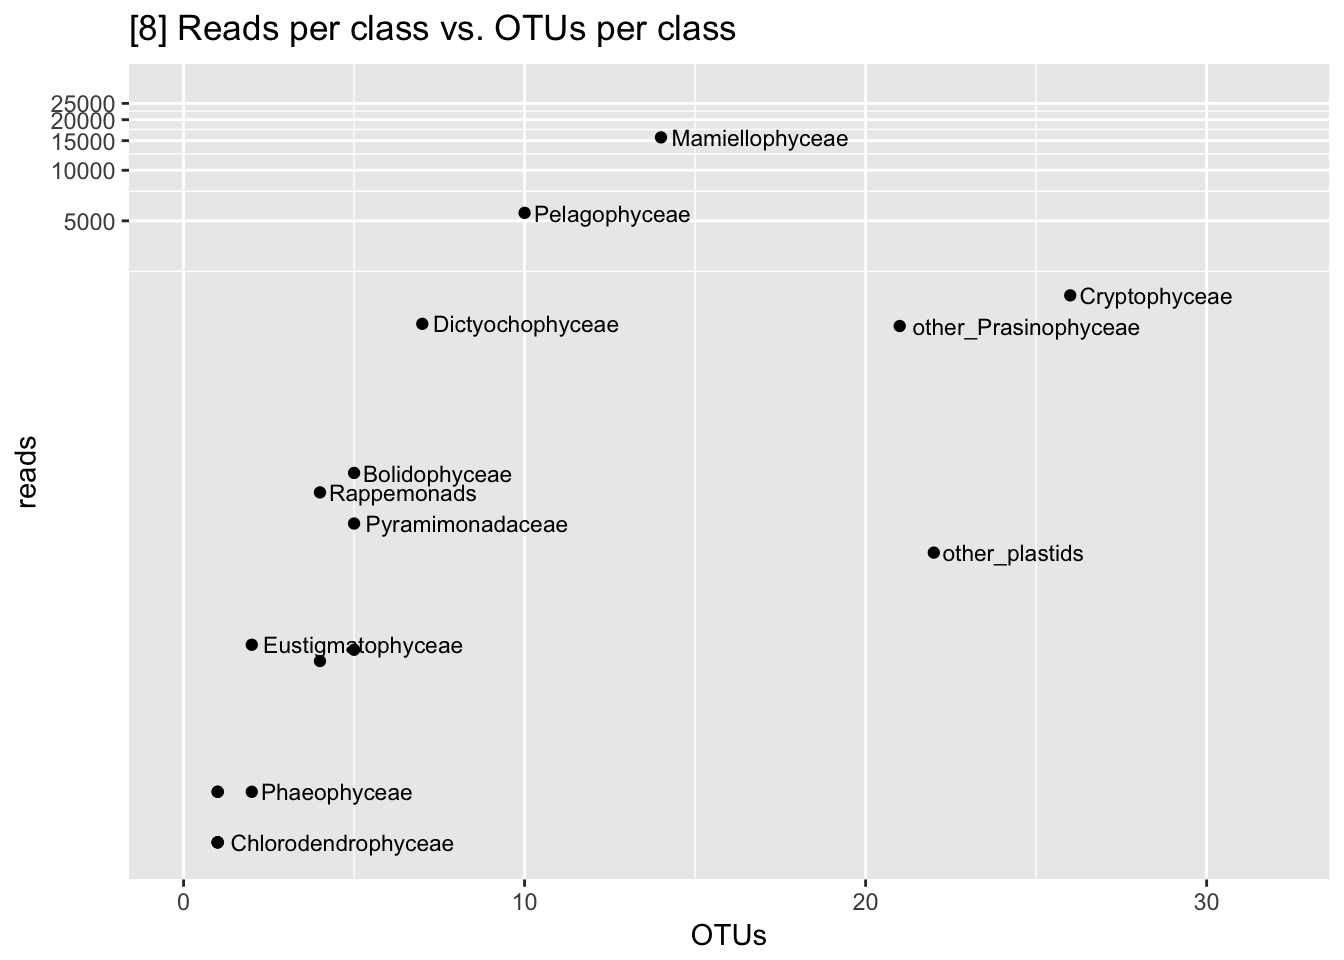 [8] Reads per class vs. OTUs per class
25000
20000
15000
10000
5000
reads
Mamiellophyceae
Pelagophyceae
Cryptophyceae
Dictyochophyceae
other_Prasinophyceae
Bolidophyceae
Rappemonads
Pyramimonadaceae
other_plastids
Eustigmatophyceae
Phaeophyceae
Chlorodendrophyceae
0 10 20 30
OTUs